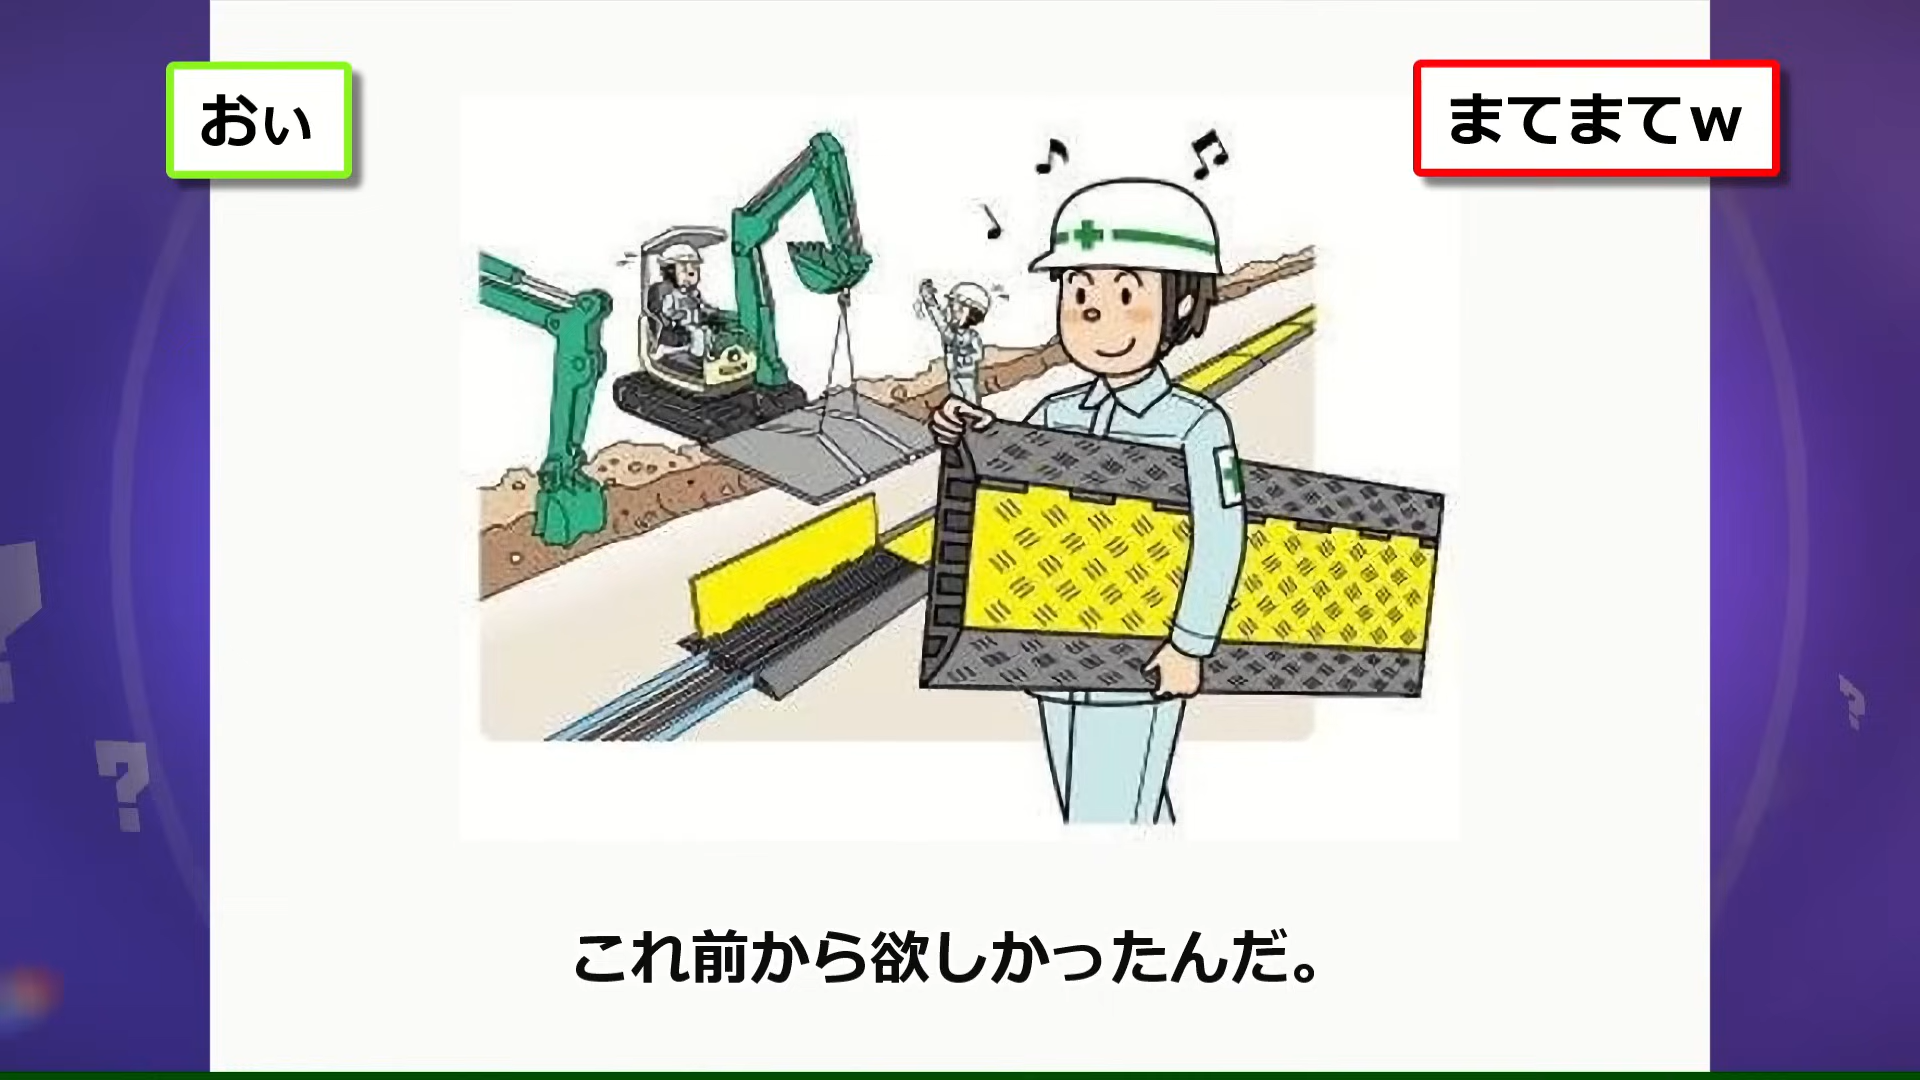 おぃ
まてまてｗ
これ前から欲しかったんだ。